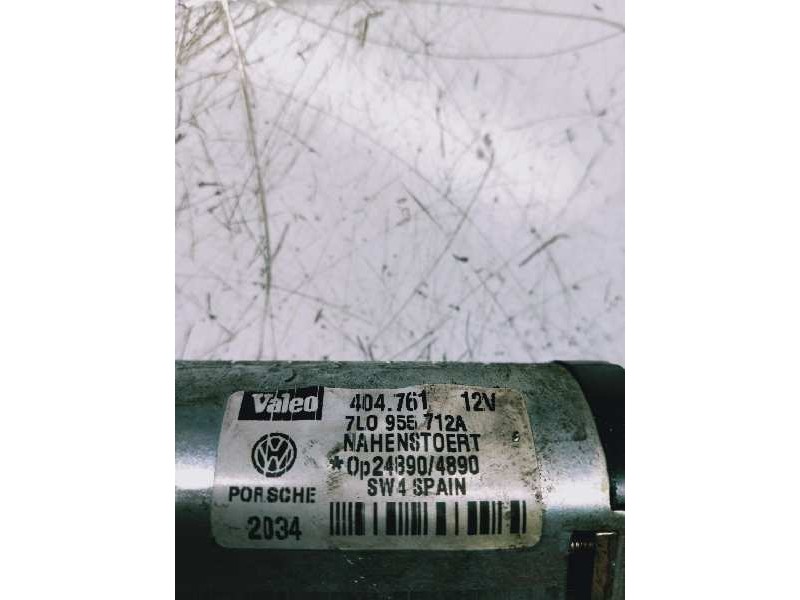 Valeo 404.761 12V
7L0 955 712A
NAHENSTOERT
*Op24890/4890
PORSCHE SW4 SPAIN
2034